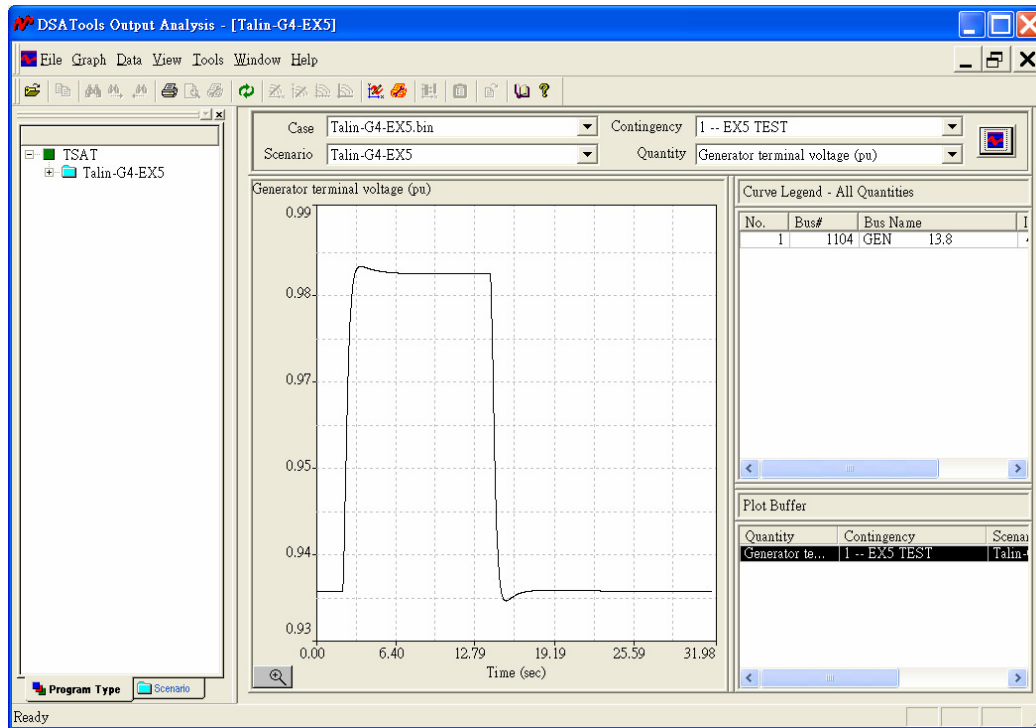 DSATools Output Analysis - [Talin-G4-EX5]
File Graph Data View Tools Window Help
TSAT
Talin-G4-EX5
Program Type
Scenario
Case Talin-G4-EX5.bin
Contingency 1 -- EX5 TEST
Scenario Talin-G4-EX5
Quantity Generator terminal voltage (pu)
Generator terminal voltage (pu)
0.99
0.98
0.97
0.95
0.94
0.93
0.00 6.40 12.79 19.19 25.59 31.98
Time (sec)
Curve Legend - All Quantities
No. Bus# Bus Name
1 1104 GEN 13.8
Plot Buffer
Quantity Contingency Scenar
Generator te... 1 -- EX5 TEST Talin-
Ready